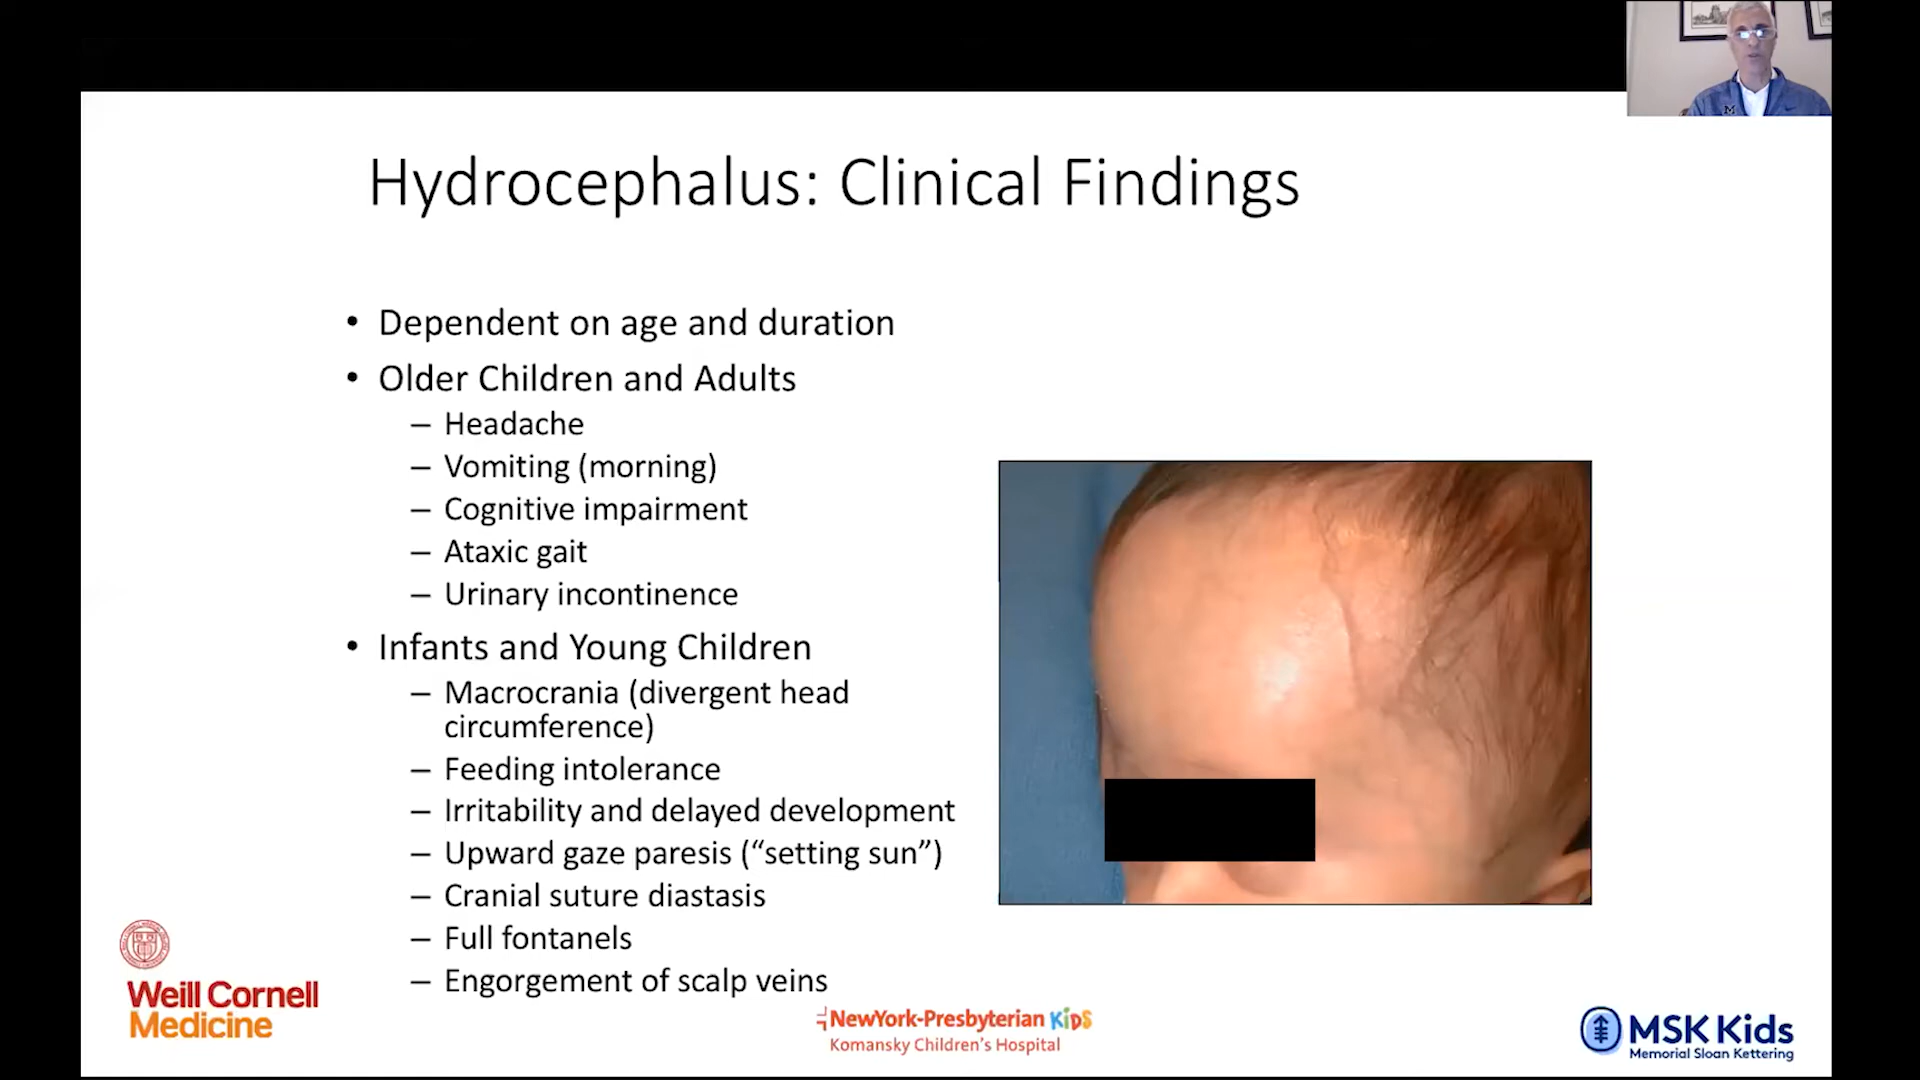 Hydrocephalus: Clinical Findings
• Dependent on age and duration
• Older Children and Adults
– Headache
– Vomiting (morning)
– Cognitive impairment
– Ataxic gait
– Urinary incontinence
• Infants and Young Children
– Macrocrania (divergent head
circumference)
– Feeding intolerance
– Irritability and delayed development
– Upward gaze paresis (“setting sun”)
– Cranial suture diastasis
– Full fontanels
– Engorgement of scalp veins
Weill Cornell
Medicine
NewYork-Presbyterian KiDS
Komansky Children's Hospital
MSK Kids
Memorial Sloan Kettering
M